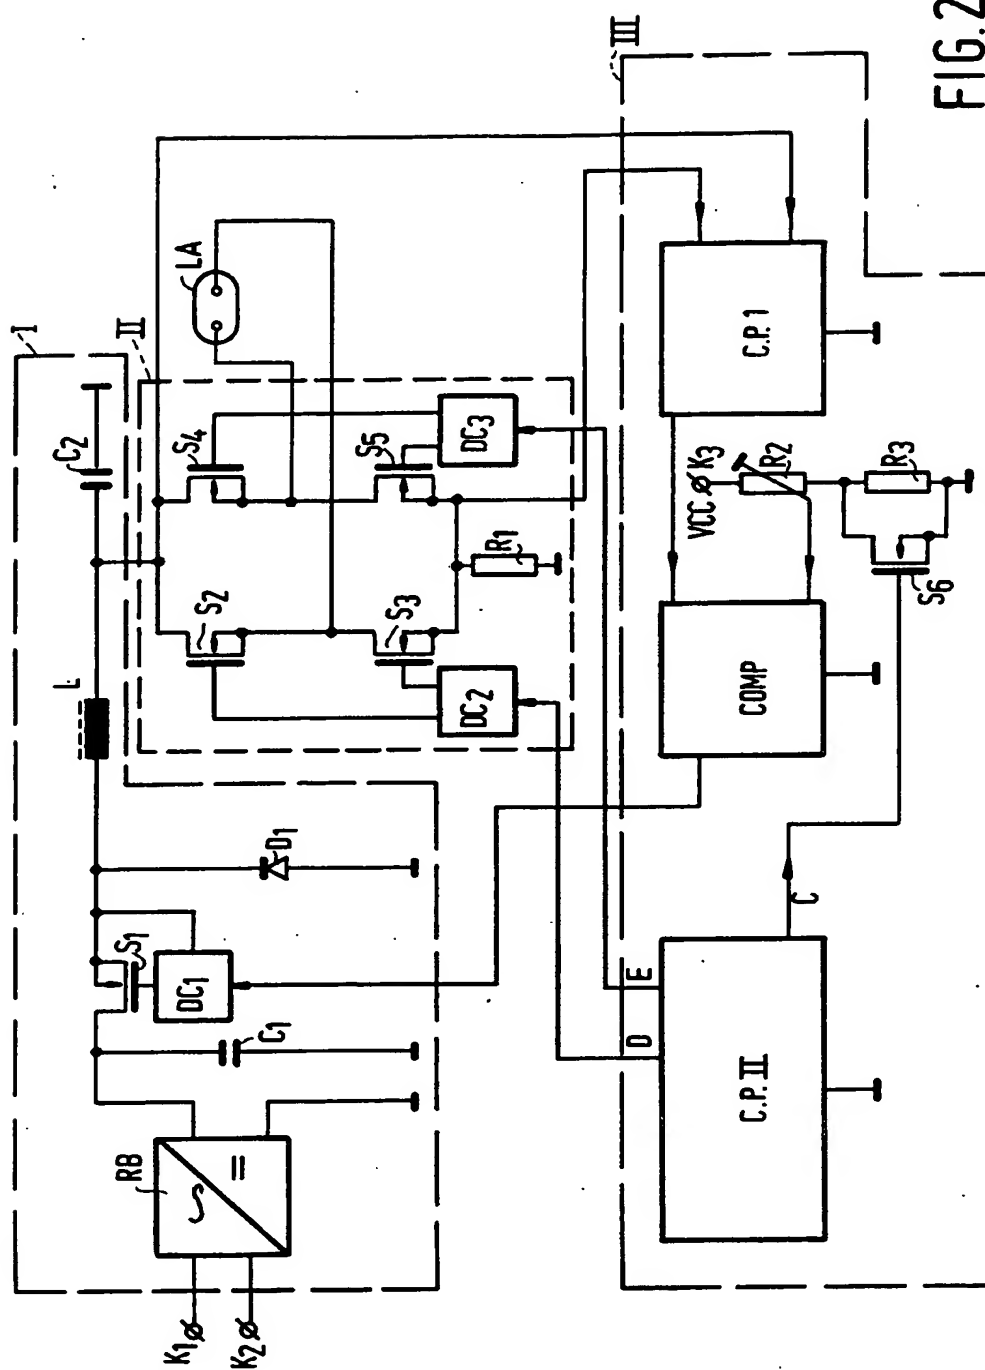 I
C2
L
S1
DC1
D1
C1
RB
K1
K2
II
LA
S4
S2
S5
S3
DC3
DC2
R1
III
D
E
C.P.II
C
COMP
C.P.1
VCC
K3
R2
R3
S6
FIG.2